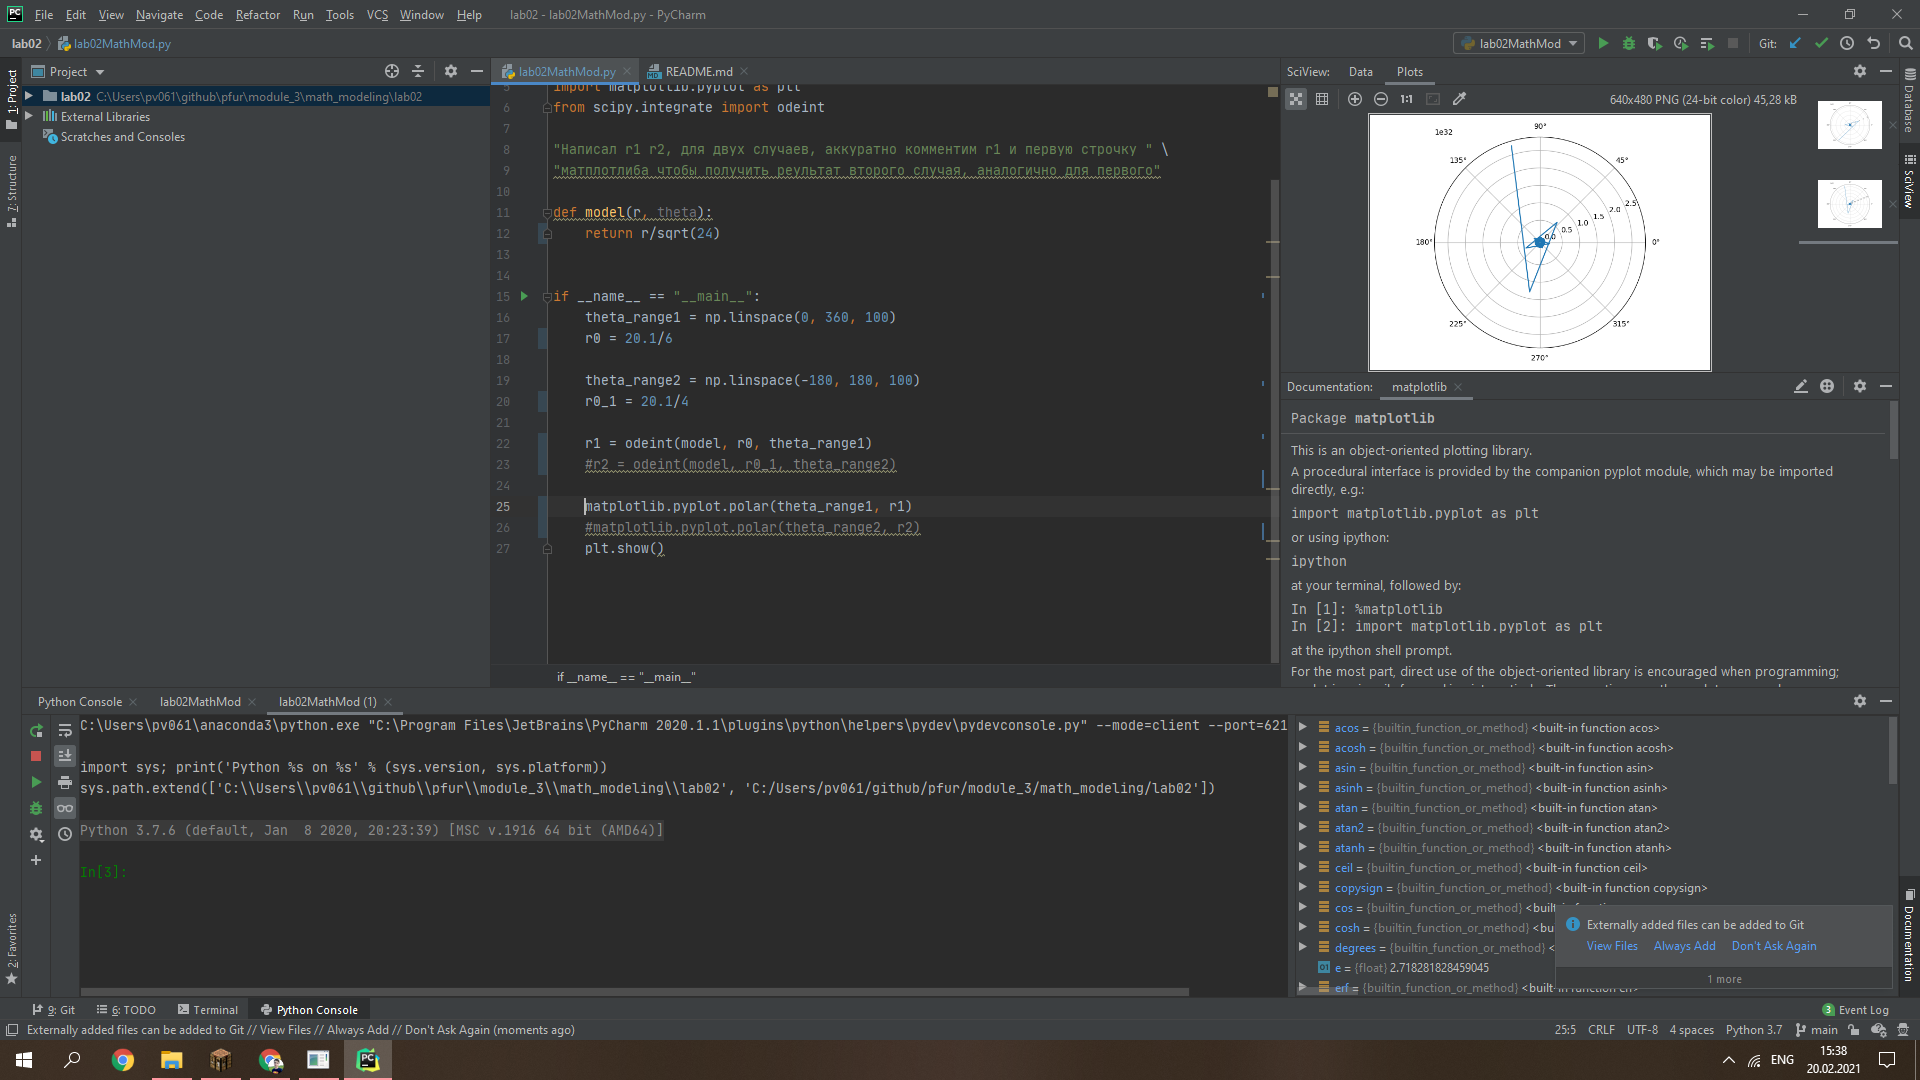 File Edit View Navigate Code Refactor Run Tools VCS Window Help lab02 - lab02MathMod.py - PyCharm
lab02 lab02MathMod.py
lab02MathMod Git:
1: Project
7: Structure
2: Favorites
Project
lab02 C:\Users\pv061\github\pfur\module_3\math_modeling\lab02
External Libraries
Scratches and Consoles
lab02MathMod.py README.md
5 import matplotlib.pyplot as plt
6 from scipy.integrate import odeint
7
8 "Написал r1 r2, для двух случаев, аккуратно комментим r1 и первую строчку " \
9 "матплотлиба чтобы получить реультат второго случая, аналогично для первого"
10
11 def model(r, theta):
12 return r/sqrt(24)
13
14
15 if __name__ == "__main__":
16 theta_range1 = np.linspace(0, 360, 100)
17 r0 = 20.1/6
18
19 theta_range2 = np.linspace(-180, 180, 100)
20 r0_1 = 20.1/4
21
22 r1 = odeint(model, r0, theta_range1)
23 #r2 = odeint(model, r0_1, theta_range2)
24
25 matplotlib.pyplot.polar(theta_range1, r1)
26 #matplotlib.pyplot.polar(theta_range2, r2)
27 plt.show()
if __name__ == "__main__"
SciView: Data Plots
1:1 640x480 PNG (24-bit color) 45,28 kB
1e32
90°
135° 45°
2.5
2.0
1.5
1.0
0.5
0.0
180° 0°
225° 315°
270°
Database
SciView
Documentation
Documentation: matplotlib
Package matplotlib
This is an object-oriented plotting library.
A procedural interface is provided by the companion pyplot module, which may be imported
directly, e.g.:
import matplotlib.pyplot as plt
or using ipython:
ipython
at your terminal, followed by:
In [1]: %matplotlib
In [2]: import matplotlib.pyplot as plt
at the ipython shell prompt.
For the most part, direct use of the object-oriented library is encouraged when programming;
Python Console lab02MathMod lab02MathMod (1)
C:\Users\pv061\anaconda3\python.exe "C:\Program Files\JetBrains\PyCharm 2020.1.1\plugins\python\helpers\pydev\pydevconsole.py" --mode=client --port=621
import sys; print('Python %s on %s' % (sys.version, sys.platform))
sys.path.extend(['C:\\Users\\pv061\\github\\pfur\\module_3\\math_modeling\\lab02', 'C:/Users/pv061/github/pfur/module_3/math_modeling/lab02'])
Python 3.7.6 (default, Jan  8 2020, 20:23:39) [MSC v.1916 64 bit (AMD64)]
In[3]:
acos = {builtin_function_or_method} <built-in function acos>
acosh = {builtin_function_or_method} <built-in function acosh>
asin = {builtin_function_or_method} <built-in function asin>
asinh = {builtin_function_or_method} <built-in function asinh>
atan = {builtin_function_or_method} <built-in function atan>
atan2 = {builtin_function_or_method} <built-in function atan2>
atanh = {builtin_function_or_method} <built-in function atanh>
ceil = {builtin_function_or_method} <built-in function ceil>
copysign = {builtin_function_or_method} <built-in function copysign>
cos = {builtin_function_or_method} <built-in
cosh = {builtin_function_or_method} <bu
degrees = {builtin_function_or_method} <
e = {float} 2.718281828459045
erf = {builtin_function_or_method} <built-in function erf>
Externally added files can be added to Git
View Files Always Add Don't Ask Again
1 more
9: Git 6: TODO Terminal Python Console 3 Event Log
Externally added files can be added to Git // View Files // Always Add // Don't Ask Again (moments ago)
25:5 CRLF UTF-8 4 spaces Python 3.7 main
ENG 15:38
20.02.2021